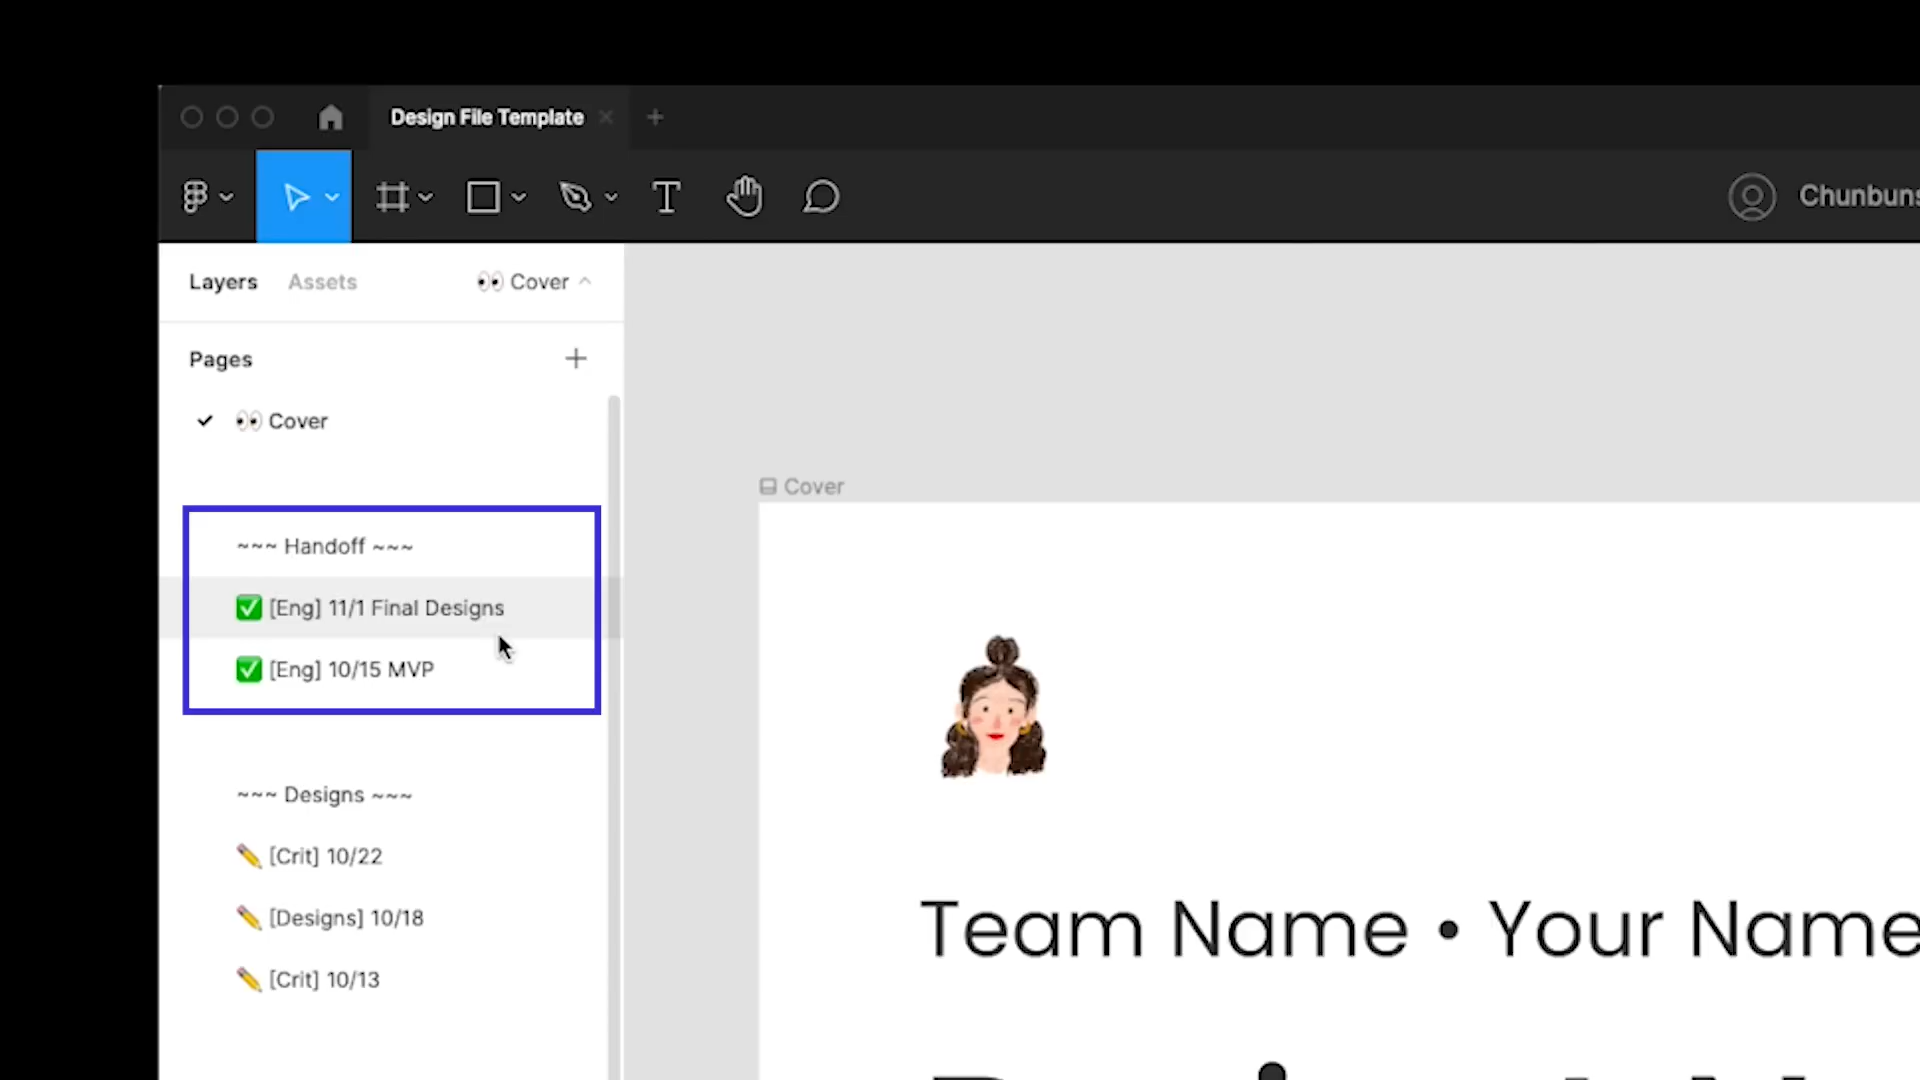 Design File Template
Chunbuns
Layers Assets 👀 Cover
Pages
👀 Cover
~~~ Handoff ~~~
✅ [Eng] 11/1 Final Designs
✅ [Eng] 10/15 MVP
~~~ Designs ~~~
✏️ [Crit] 10/22
✏️ [Designs] 10/18
✏️ [Crit] 10/13
Cover
Team Name • Your Name